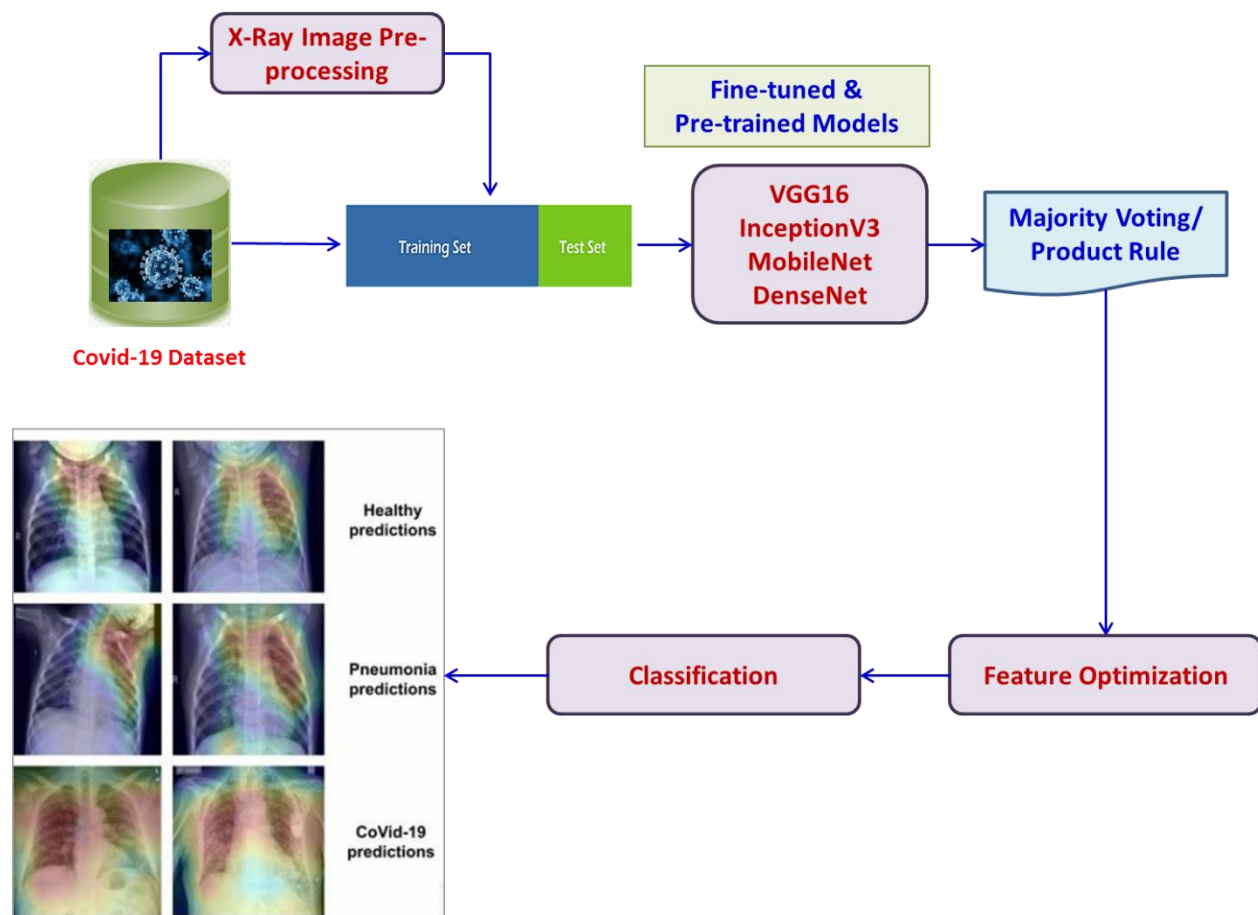 X-Ray Image Pre-
processing
Fine-tuned &
Pre-trained Models
VGG16
InceptionV3
MobileNet
DenseNet
Majority Voting/
Product Rule
Training Set
Test Set
Covid-19 Dataset
Healthy
predictions
R
R
Pneumonia
predictions
R
CoVid-19
predictions
Classification
Feature Optimization